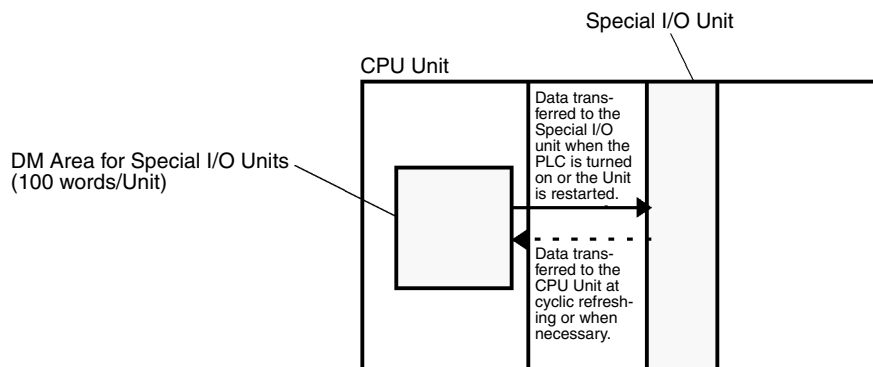 Special I/O Unit
CPU Unit
Data trans-
ferred to the
Special I/O
unit when the
PLC is turned
on or the Unit
is restarted.
DM Area for Special I/O Units
(100 words/Unit)
Data trans-
ferred to the
CPU Unit at
cyclic refresh-
ing or when
necessary.